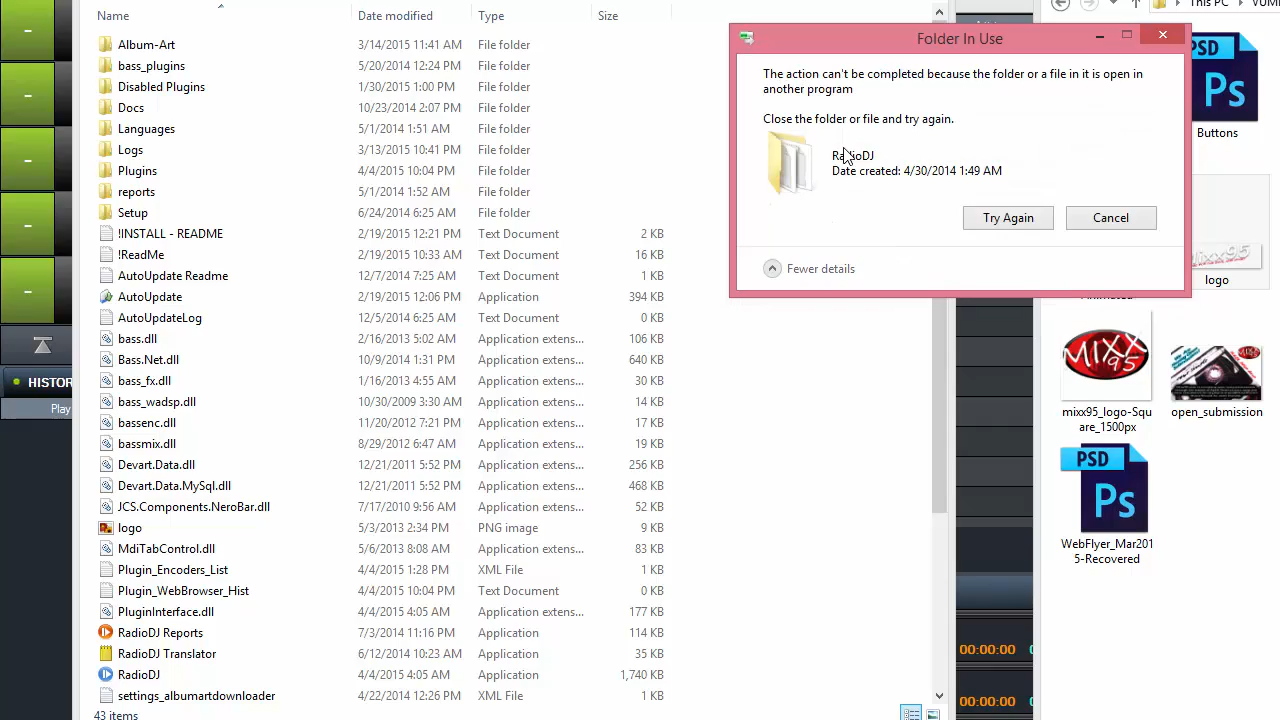 Name Date modified Type Size
Album-Art 3/14/2015 11:41 AM File folder
bass_plugins 5/20/2014 12:24 PM File folder
Disabled Plugins 1/30/2015 1:00 PM File folder
Docs 10/23/2014 2:07 PM File folder
Languages 5/1/2014 1:51 AM File folder
Logs 3/13/2015 10:41 PM File folder
Plugins 4/4/2015 10:04 PM File folder
reports 5/1/2014 1:52 AM File folder
Setup 6/24/2014 6:25 AM File folder
!INSTALL - README 2/19/2015 12:21 PM Text Document 2 KB
!ReadMe 2/19/2015 10:33 AM Text Document 16 KB
AutoUpdate Readme 12/7/2014 7:25 AM Text Document 1 KB
AutoUpdate 2/19/2015 12:06 PM Application 394 KB
AutoUpdateLog 12/5/2014 6:25 AM Text Document 0 KB
bass.dll 2/16/2013 5:02 AM Application extens... 106 KB
Bass.Net.dll 10/9/2014 1:31 PM Application extens... 640 KB
bass_fx.dll 1/16/2013 4:55 AM Application extens... 30 KB
bass_wadsp.dll 10/30/2009 3:30 AM Application extens... 14 KB
bassenc.dll 11/20/2012 7:21 PM Application extens... 17 KB
bassmix.dll 8/29/2012 6:47 AM Application extens... 19 KB
Devart.Data.dll 12/21/2011 5:52 PM Application extens... 256 KB
Devart.Data.MySql.dll 12/21/2011 5:52 PM Application extens... 468 KB
JCS.Components.NeroBar.dll 7/17/2010 9:56 AM Application extens... 52 KB
logo 5/3/2013 2:34 PM PNG image 9 KB
MdiTabControl.dll 5/6/2013 8:08 AM Application extens... 83 KB
Plugin_Encoders_List 4/4/2015 1:28 PM XML File 1 KB
Plugin_WebBrowser_Hist 4/4/2015 10:04 PM Text Document 0 KB
PluginInterface.dll 4/4/2015 4:05 AM Application extens... 177 KB
RadioDJ Reports 7/3/2014 11:16 PM Application 114 KB
RadioDJ Translator 6/12/2014 10:23 AM Application 35 KB
RadioDJ 4/4/2015 4:05 AM Application 1,740 KB
settings_albumartdownloader 4/22/2014 12:26 PM XML File 1 KB
43 items
HISTOR
Play
Folder In Use
The action can't be completed because the folder or a file in it is open in
another program
Close the folder or file and try again.
RadioDJ
Date created: 4/30/2014 1:49 AM
Try Again Cancel
Fewer details
This PC
PSD
Ps
Buttons
Mixx95
logo
MIXX
95
mixx95_logo-Squ
are_1500px
open_submission
PSD
Ps
WebFlyer_Mar201
5-Recovered
00:00:00
00:00:00